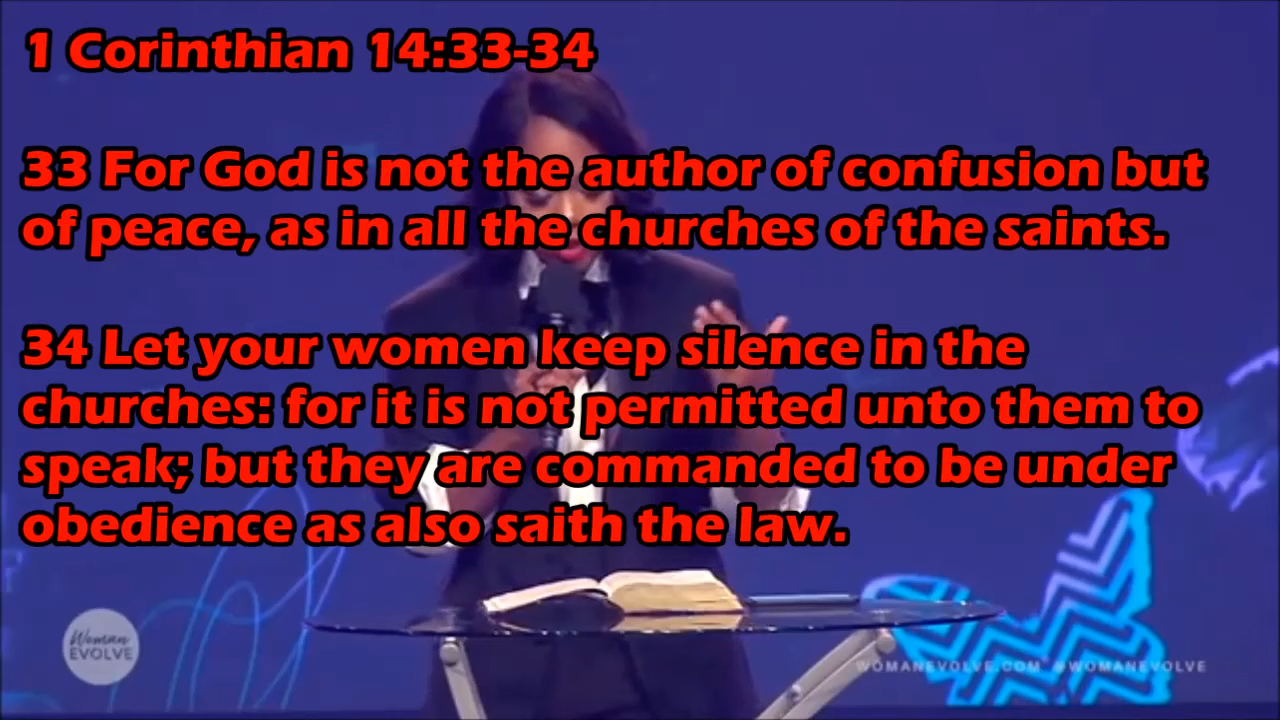 1 Corinthian 14:33-34
33 For God is not the author of confusion but
of peace, as in all the churches of the saints.
34 Let your women keep silence in the
churches: for it is not permitted unto them to
speak; but they are commanded to be under
obedience as also saith the law.
Woman
EVOLVE
WOMANEVOLVE.COM @WOMANEVOLVE